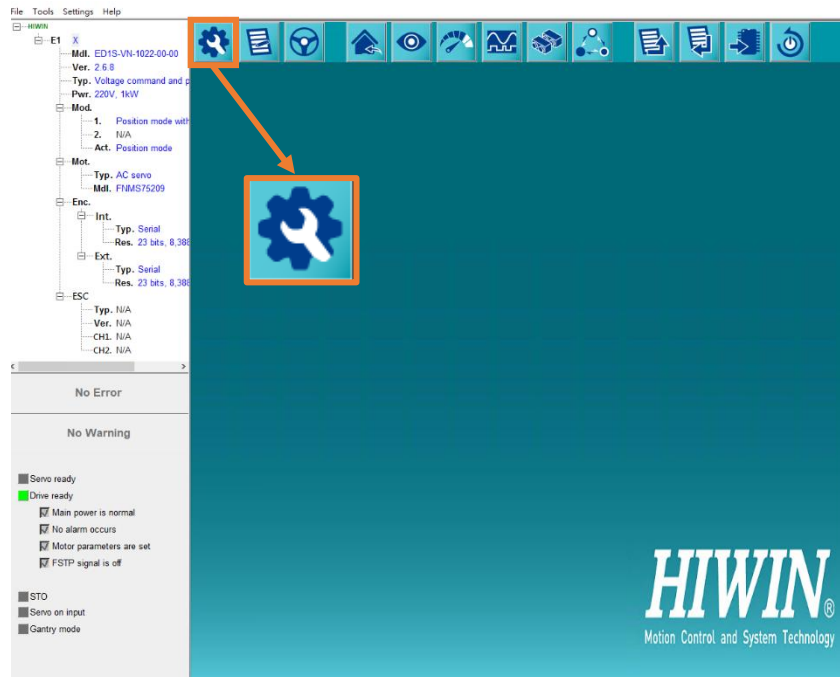 File Tools Settings Help
HIWIN
E1 X
Mdl. ED1S-VN-1022-00-00
Ver. 2.6.8
Typ. Voltage command and p
Pwr. 220V, 1kW
Mod.
1. Position mode with
2. N/A
Act. Position mode
Mot.
Typ. AC servo
Mdl. FNMS75209
Enc.
Int.
Typ. Serial
Res. 23 bits, 8,388
Ext.
Typ. Serial
Res. 23 bits, 8,388
ESC
Typ. N/A
Ver. N/A
CH1. N/A
CH2. N/A
No Error
No Warning
Servo ready
Drive ready
Main power is normal
No alarm occurs
Motor parameters are set
FSTP signal is off
STO
Servo on input
Gantry mode
HIWIN®
Motion Control and System Technology